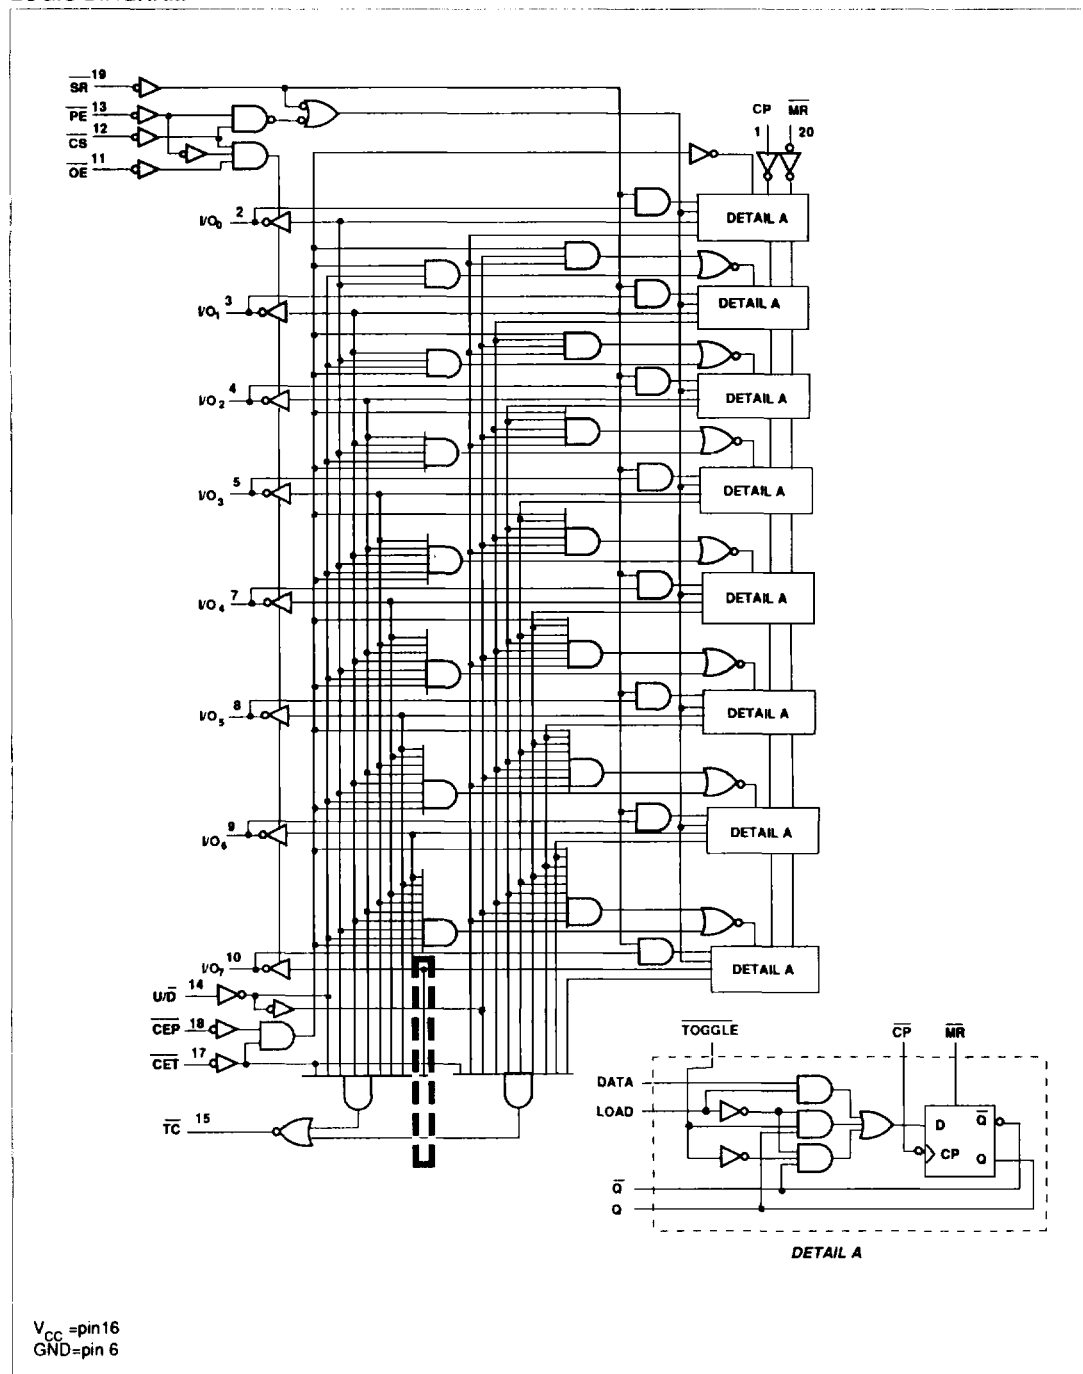 SR 19
PE 13
CS 12
OE 11
CP MR
1 20
I/O0 2
DETAIL A
I/O1 3
DETAIL A
I/O2 4
DETAIL A
I/O3 5
DETAIL A
I/O4 7
DETAIL A
I/O5 8
DETAIL A
I/O6 9
DETAIL A
I/O7 10
DETAIL A
U/D 14
CEP 18
CET 17
TC 15
TOGGLE CP MR
DATA
LOAD
D Q
CP Q
Q
Q
DETAIL A
VCC =pin16
GND=pin 6